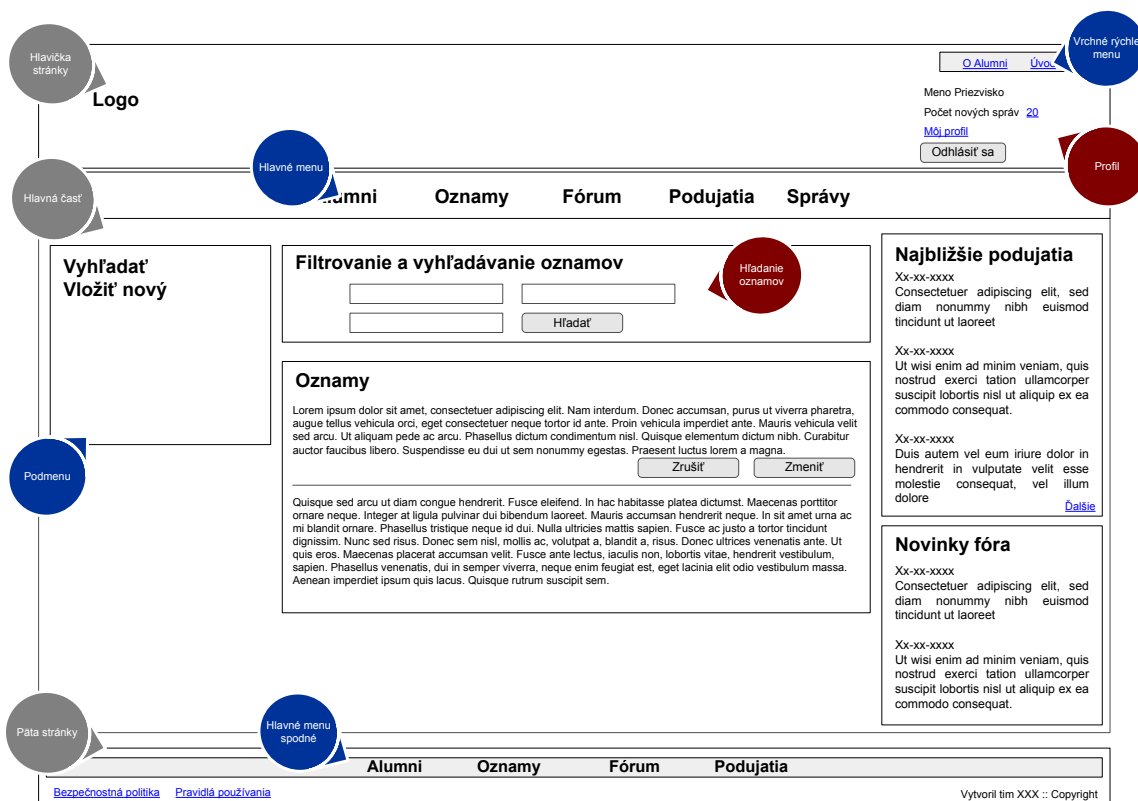 Hlavička
stránky
Vrchné rýchle
menu
O Alumni
Logo
Meno Priezvisko
Počet nových správ 20
Môj profil
Odhlásiť sa
Profil
Hlavné menu
Hlavná časť
Oznamy Fórum Podujatia Správy
Vyhľadať
Vložiť nový
Filtrovanie a vyhľadávanie oznamov
Hľadať
Hľadanie
oznamov
Oznamy
Lorem ipsum dolor sit amet, consectetuer adipiscing elit. Nam interdum. Donec accumsan, purus ut viverra pharetra,
augue tellus vehicula orci, eget consectetuer neque tortor id ante. Proin vehicula imperdiet ante. Mauris vehicula velit
sed arcu. Ut aliquam pede ac arcu. Phasellus dictum condimentum nisl. Quisque elementum dictum nibh. Curabitur
auctor faucibus libero. Suspendisse eu dui ut sem nonummy egestas. Praesent luctus lorem a magna.
Zrušiť Zmeniť
Quisque sed arcu ut diam congue hendrerit. Fusce eleifend. In hac habitasse platea dictumst. Maecenas porttitor
ornare neque. Integer at ligula pulvinar dui bibendum laoreet. Mauris accumsan hendrerit neque. In sit amet urna ac
mi blandit ornare. Phasellus tristique neque id dui. Nulla ultricies mattis sapien. Fusce ac justo a tortor tincidunt
dignissim. Nunc sed risus. Donec sem nisl, mollis ac, volutpat a, blandit a, risus. Donec ultrices venenatis ante. Ut
quis eros. Maecenas placerat accumsan velit. Fusce ante lectus, iaculis non, lobortis vitae, hendrerit vestibulum,
sapien. Phasellus venenatis, dui in semper viverra, neque enim feugiat est, eget lacinia elit odio vestibulum massa.
Aenean imperdiet ipsum quis lacus. Quisque rutrum suscipit sem.
Najbližšie podujatia
Xx-xx-xxxx
Consectetuer adipiscing elit, sed
diam nonummy nibh euismod
tincidunt ut laoreet
Xx-xx-xxxx
Ut wisi enim ad minim veniam, quis
nostrud exerci tation ullamcorper
suscipit lobortis nisl ut aliquip ex ea
commodo consequat.
Xx-xx-xxxx
Duis autem vel eum iriure dolor in
hendrerit in vulputate velit esse
molestie consequat, vel illum
dolore
Ďalšie
Novinky fóra
Xx-xx-xxxx
Consectetuer adipiscing elit, sed
diam nonummy nibh euismod
tincidunt ut laoreet
Xx-xx-xxxx
Ut wisi enim ad minim veniam, quis
nostrud exerci tation ullamcorper
suscipit lobortis nisl ut aliquip ex ea
commodo consequat.
Podmenu
Päta stránky
Hlavné menu
spodné
Alumni Oznamy Fórum Podujatia
Bezpečnostná politika Pravidlá používania
Vytvoril tim XXX :: Copyright